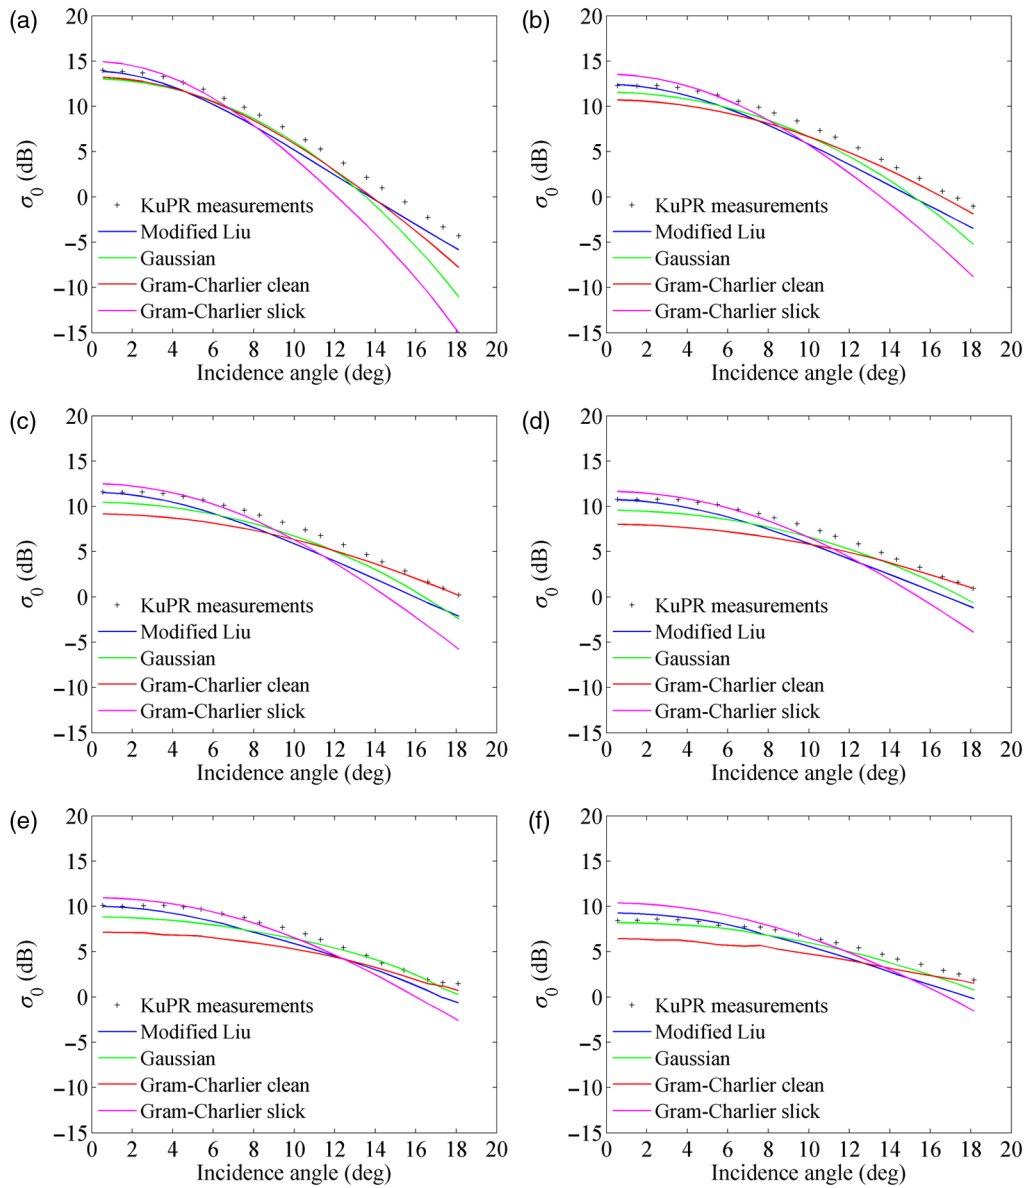 (a)
20
15
10
5
0
−5
−10
−15
σ0 (dB)
KuPR measurements
Modified Liu
Gaussian
Gram-Charlier clean
Gram-Charlier slick
0 2 4 6 8 10 12 14 16 18 20
Incidence angle (deg)
(b)
20
15
10
5
0
−5
−10
−15
σ0 (dB)
KuPR measurements
Modified Liu
Gaussian
Gram-Charlier clean
Gram-Charlier slick
0 2 4 6 8 10 12 14 16 18 20
Incidence angle (deg)
(c)
20
15
10
5
0
−5
−10
−15
σ0 (dB)
KuPR measurements
Modified Liu
Gaussian
Gram-Charlier clean
Gram-Charlier slick
0 2 4 6 8 10 12 14 16 18 20
Incidence angle (deg)
(d)
20
15
10
5
0
−5
−10
−15
σ0 (dB)
KuPR measurements
Modified Liu
Gaussian
Gram-Charlier clean
Gram-Charlier slick
0 2 4 6 8 10 12 14 16 18 20
Incidence angle (deg)
(e)
20
15
10
5
0
−5
−10
−15
σ0 (dB)
KuPR measurements
Modified Liu
Gaussian
Gram-Charlier clean
Gram-Charlier slick
0 2 4 6 8 10 12 14 16 18 20
Incidence angle (deg)
(f)
20
15
10
5
0
−5
−10
−15
σ0 (dB)
KuPR measurements
Modified Liu
Gaussian
Gram-Charlier clean
Gram-Charlier slick
0 2 4 6 8 10 12 14 16 18 20
Incidence angle (deg)